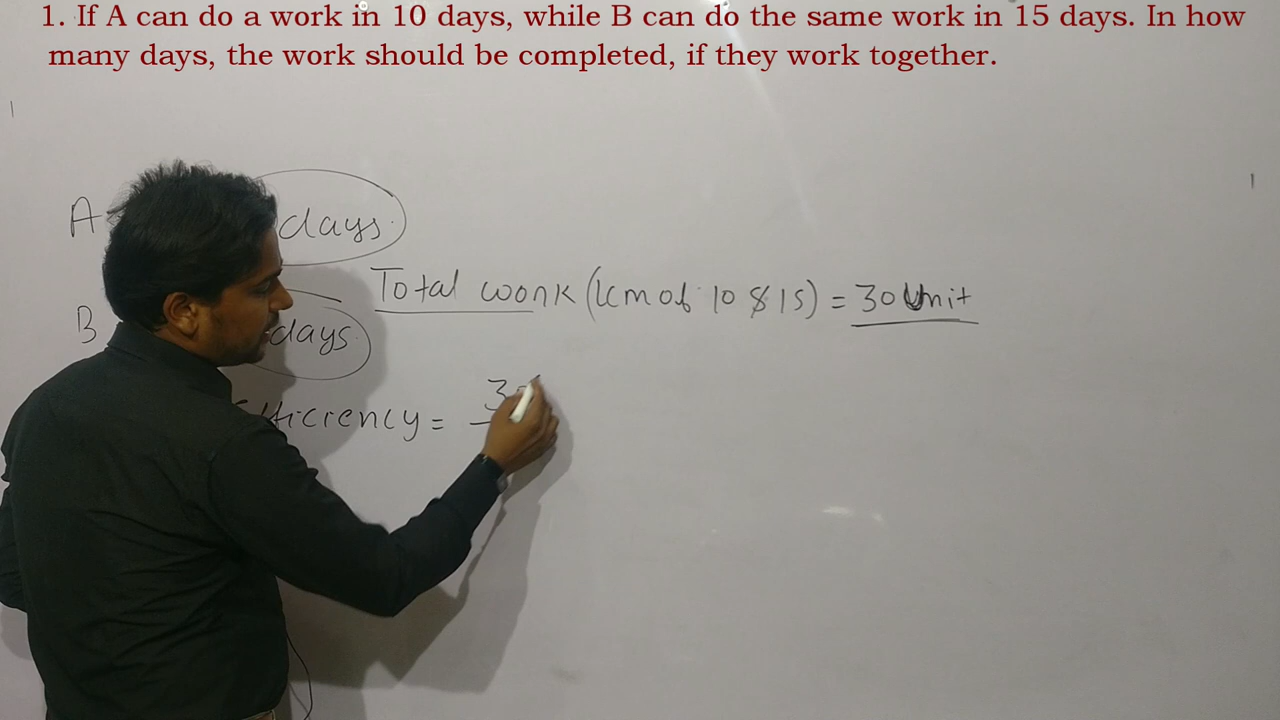 1. If A can do a work in 10 days, while B can do the same work in 15 days. In how
many days, the work should be completed, if they work together.
A days.
Total work (Lcm of 10 & 15) = 30 Unit
B days.
Efficiency = 30